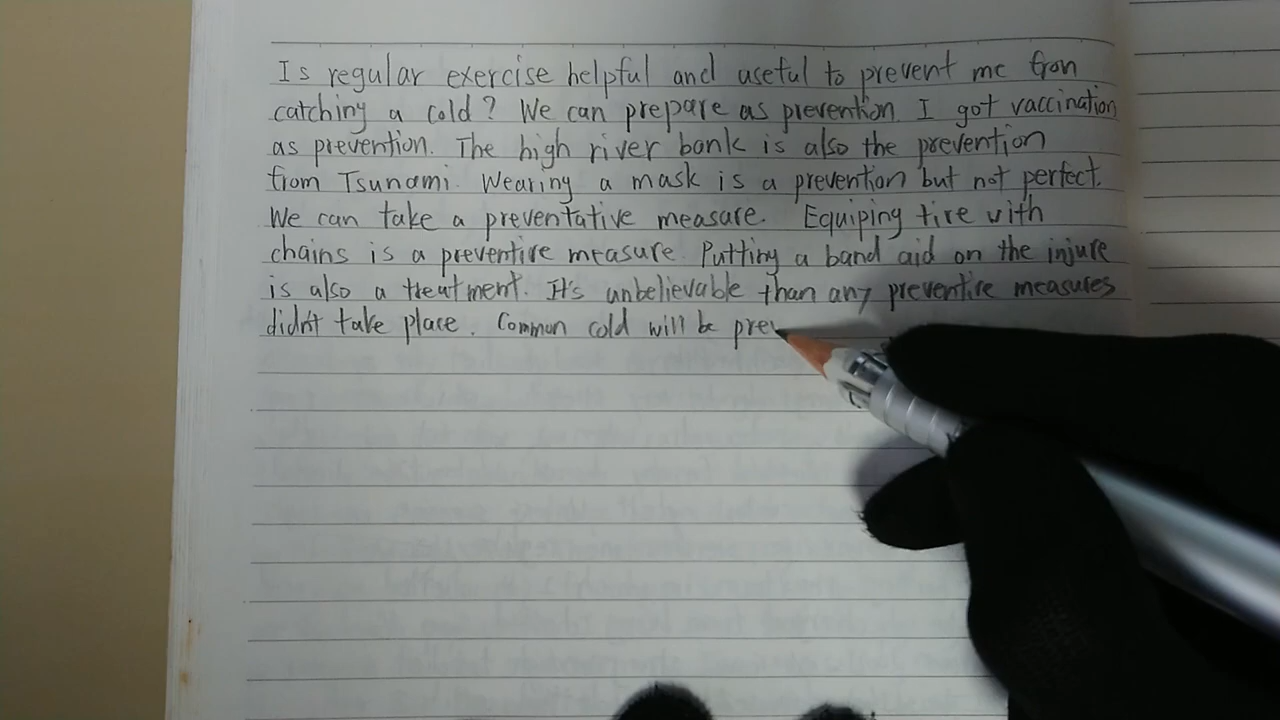 Is regular exercise helpful and useful to prevent me fron
catching a cold? We can prepare as prevention. I got vaccination
as prevention. The high river bank is also the prevention
from Tsunami. Wearing a mask is a prevention but not perfect.
We can take a preventative measure. Equiping tire with
chains is a preventive measure. Putting a band aid on the injure
is also a treatment. It's unbelievable than any preventive measures
didn't take place. Common cold will be prev